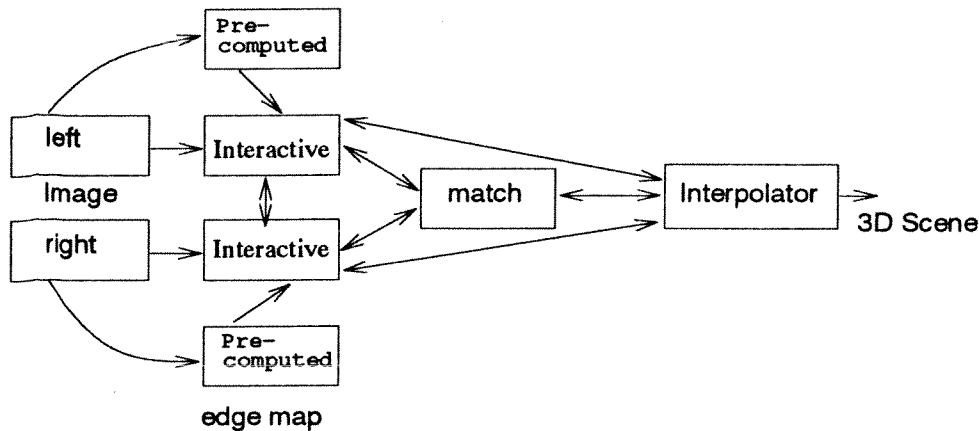 Pre-
computed
left
Interactive
Image
match
Interpolator
3D Scene
right
Interactive
Pre-
computed
edge map